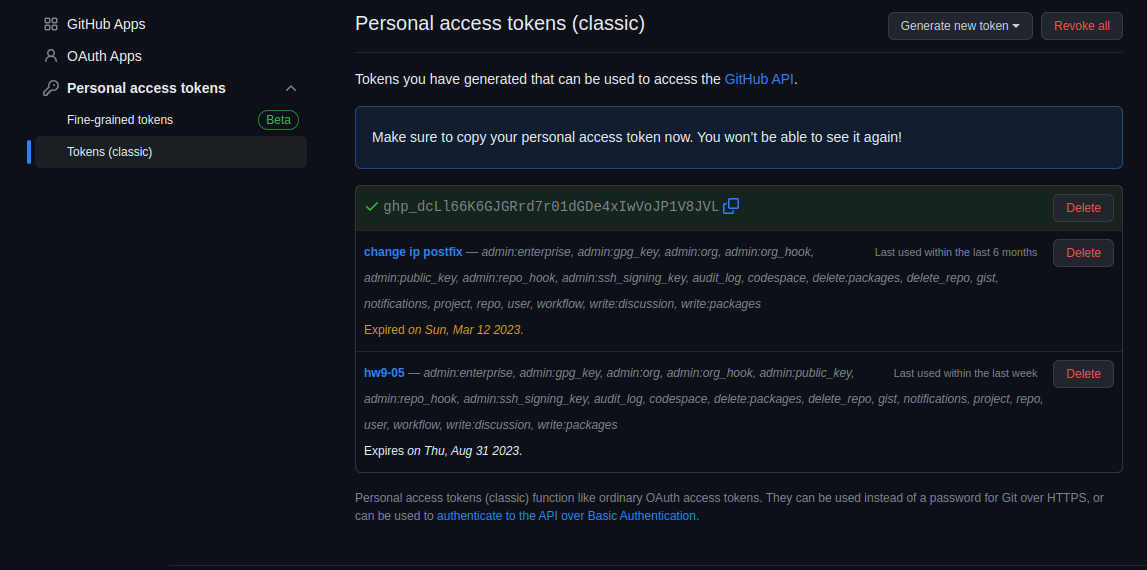 GitHub Apps
OAuth Apps
Personal access tokens
Fine-grained tokens Beta
Tokens (classic)
Personal access tokens (classic) Generate new token Revoke all
Tokens you have generated that can be used to access the GitHub API.
Make sure to copy your personal access token now. You won't be able to see it again!
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 Delete
change ip postfix — admin:enterprise, admin:gpg_key, admin:org, admin:org_hook, Last used within the last 6 months Delete
admin:public_key, admin:repo_hook, admin:ssh_signing_key, audit_log, codespace, delete:packages, delete_repo, gist,
notifications, project, repo, user, workflow, write:discussion, write:packages
Expired on Sun, Mar 12 2023.
hw9-05 — admin:enterprise, admin:gpg_key, admin:org, admin:org_hook, admin:public_key, Last used within the last week Delete
admin:repo_hook, admin:ssh_signing_key, audit_log, codespace, delete:packages, delete_repo, gist, notifications, project, repo,
user, workflow, write:discussion, write:packages
Expires on Thu, Aug 31 2023.
Personal access tokens (classic) function like ordinary OAuth access tokens. They can be used instead of a password for Git over HTTPS, or
can be used to authenticate to the API over Basic Authentication.